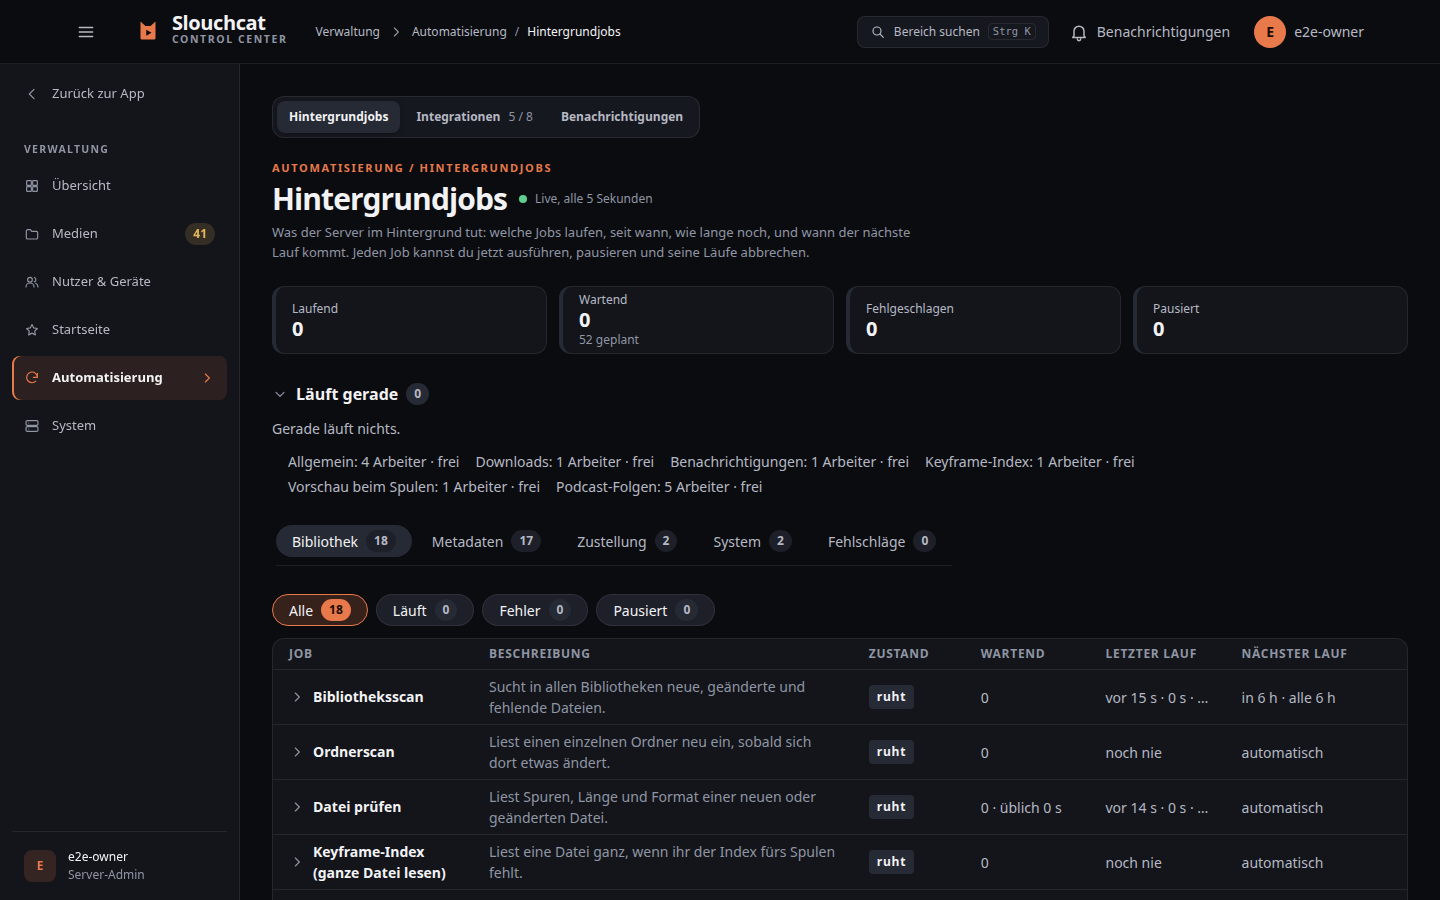 Slouchcat
CONTROL CENTER
Verwaltung > Automatisierung / Hintergrundjobs
Bereich suchen Strg K
Benachrichtigungen
E e2e-owner
Zurück zur App
VERWALTUNG
Übersicht
Medien 41
Nutzer & Geräte
Startseite
Automatisierung
System
E
e2e-owner
Server-Admin
Hintergrundjobs Integrationen 5 / 8 Benachrichtigungen
AUTOMATISIERUNG / HINTERGRUNDJOBS
Hintergrundjobs Live, alle 5 Sekunden
Was der Server im Hintergrund tut: welche Jobs laufen, seit wann, wie lange noch, und wann der nächste
Lauf kommt. Jeden Job kannst du jetzt ausführen, pausieren und seine Läufe abbrechen.
Laufend
0
Wartend
0
52 geplant
Fehlgeschlagen
0
Pausiert
0
Läuft gerade 0
Gerade läuft nichts.
Allgemein: 4 Arbeiter · frei Downloads: 1 Arbeiter · frei Benachrichtigungen: 1 Arbeiter · frei Keyframe-Index: 1 Arbeiter · frei
Vorschau beim Spulen: 1 Arbeiter · frei Podcast-Folgen: 5 Arbeiter · frei
Bibliothek 18 Metadaten 17 Zustellung 2 System 2 Fehlschläge 0
Alle 18 Läuft 0 Fehler 0 Pausiert 0
JOB BESCHREIBUNG ZUSTAND WARTEND LETZTER LAUF NÄCHSTER LAUF
Bibliotheksscan
Sucht in allen Bibliotheken neue, geänderte und
fehlende Dateien.
ruht 0 vor 15 s · 0 s · … in 6 h · alle 6 h
Ordnerscan
Liest einen einzelnen Ordner neu ein, sobald sich
dort etwas ändert.
ruht 0 noch nie automatisch
Datei prüfen
Liest Spuren, Länge und Format einer neuen oder
geänderten Datei.
ruht 0 · üblich 0 s vor 14 s · 0 s · … automatisch
Keyframe-Index
(ganze Datei lesen)
Liest eine Datei ganz, wenn ihr der Index fürs Spulen
fehlt.
ruht 0 noch nie automatisch